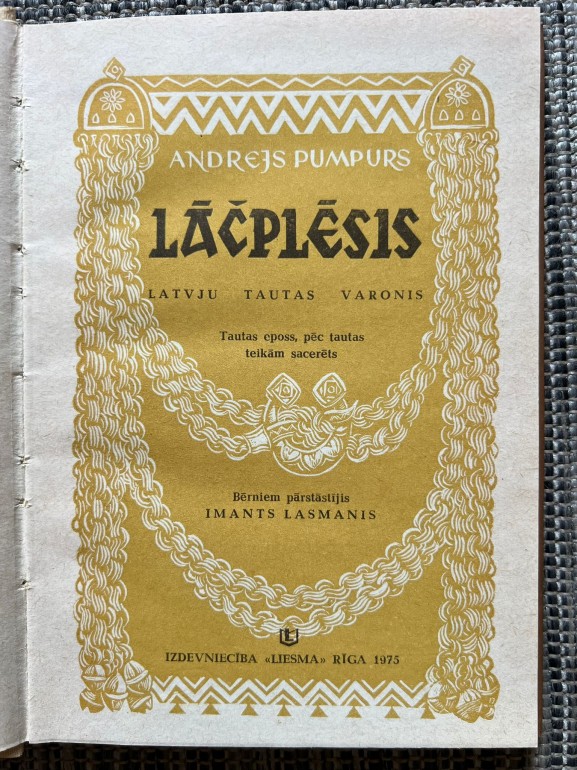 ANDREJS PUMPURS
LĀČPLĒSIS
LATVJU TAUTAS VARONIS
Tautas eposs, pēc tautas
teikām sacerēts
Bērniem pārstāstījis
IMANTS LASMANIS
L
IZDEVNIECĪBA «LIESMA» RĪGA 1975